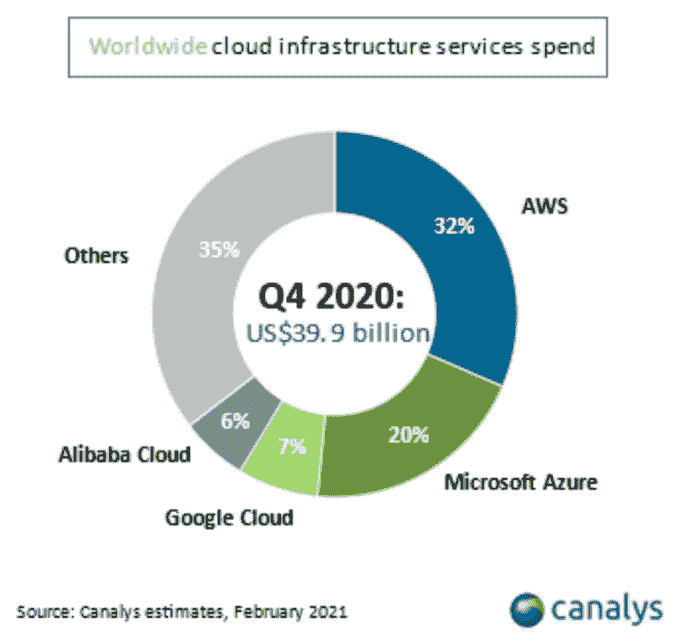 Worldwide cloud infrastructure services spend
AWS
32%
Others
35%
Q4 2020:
US$39.9 billion
6%
7%
20%
Alibaba Cloud
Microsoft Azure
Google Cloud
Source: Canalys estimates, February 2021
canalys